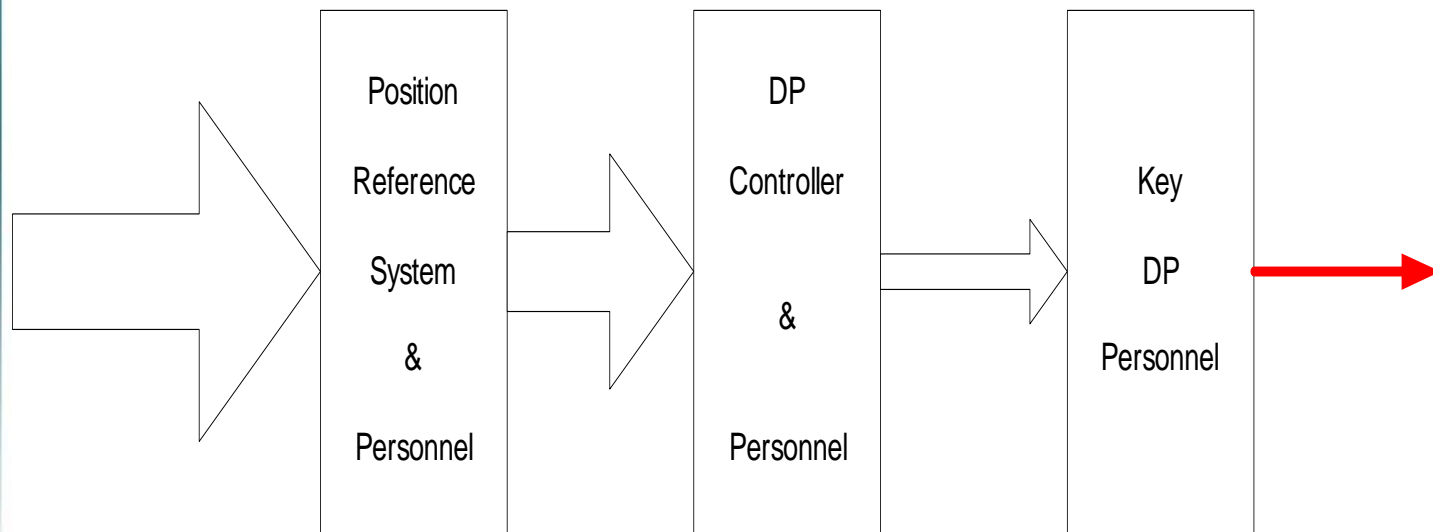 Position
Reference
System
&
Personnel
DP
Controller
&
Personnel
Key
DP
Personnel